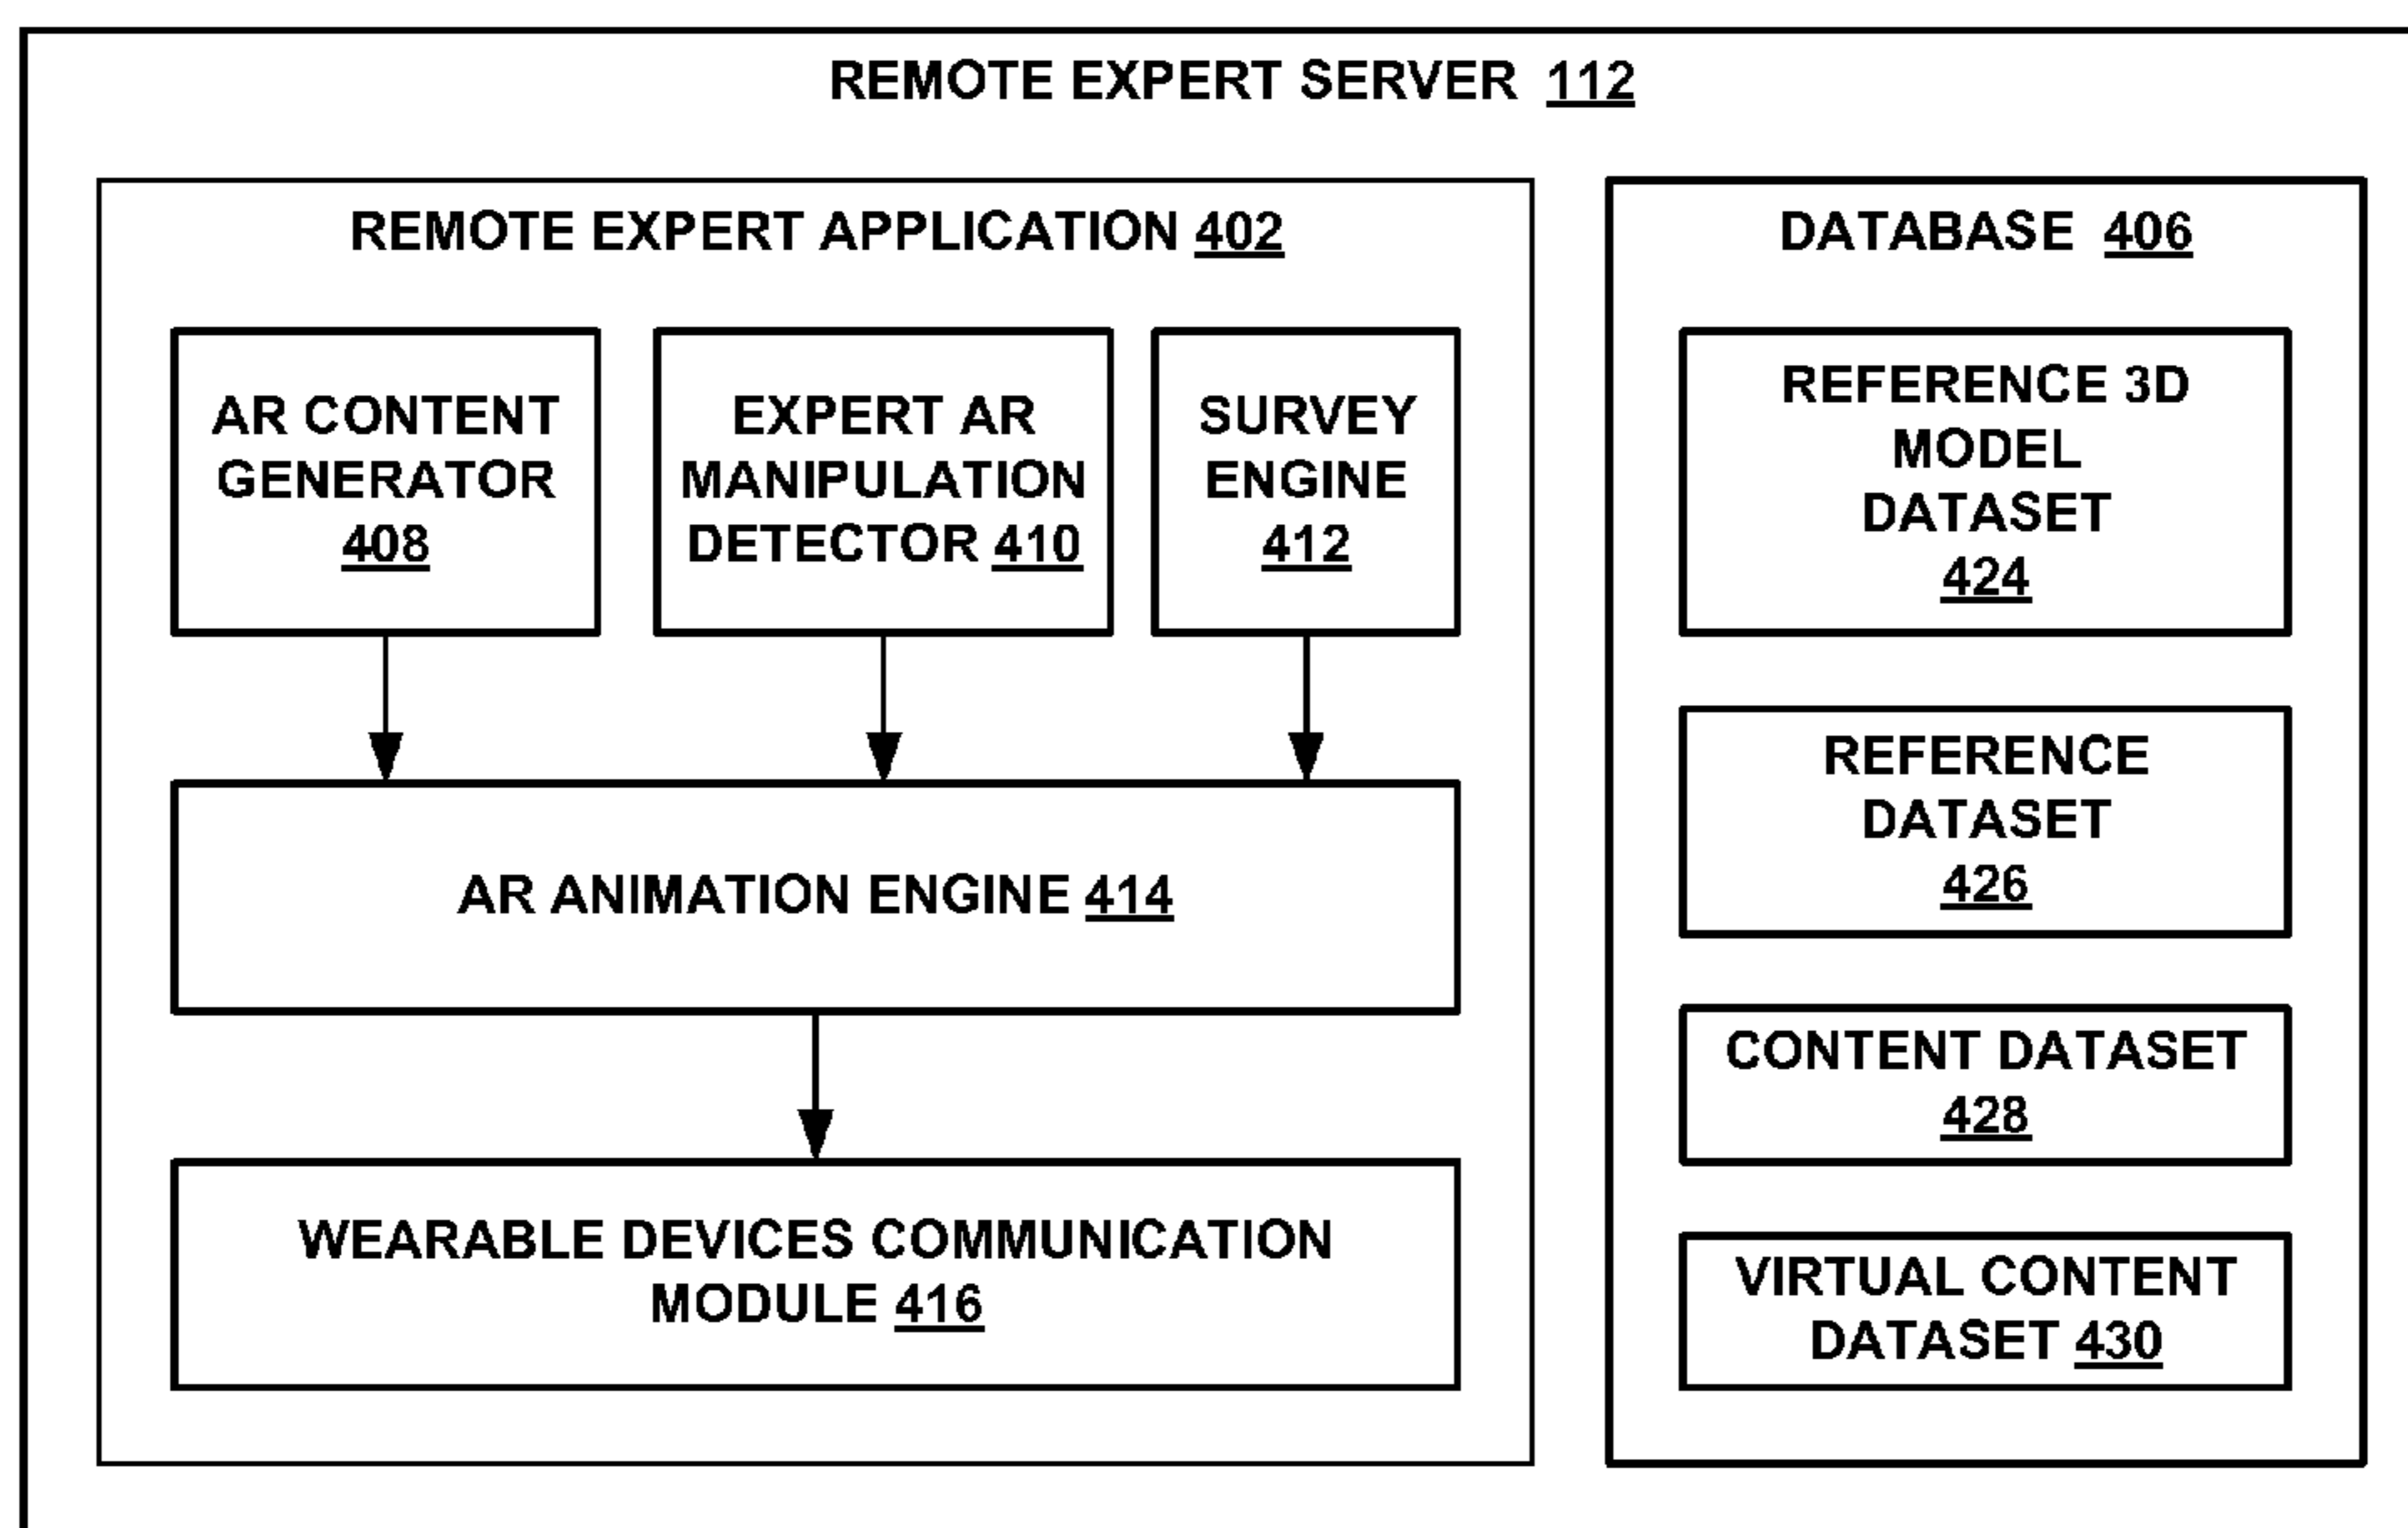 REMOTE EXPERT SERVER 112
REMOTE EXPERT APPLICATION 402
AR CONTENT
GENERATOR
408
EXPERT AR
MANIPULATION
DETECTOR 410
SURVEY
ENGINE
412
AR ANIMATION ENGINE 414
WEARABLE DEVICES COMMUNICATION
MODULE 416
DATABASE 406
REFERENCE 3D
MODEL
DATASET
424
REFERENCE
DATASET
426
CONTENT DATASET
428
VIRTUAL CONTENT
DATASET 430